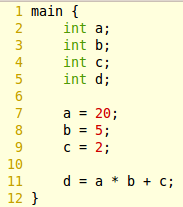 1 main {
2     int a;
3     int b;
4     int c;
5     int d;
6
7     a = 20;
8     b = 5;
9     c = 2;
10
11     d = a * b + c;
12 }